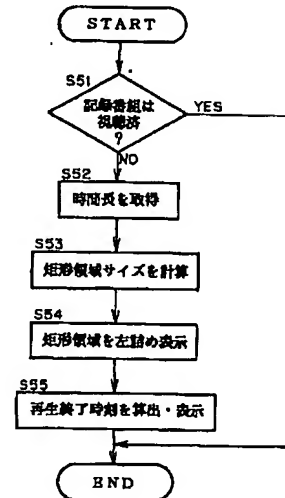 START
S51
記録番組は
視聴済
?
YES
NO
S52
時間長を取得
S53
矩形領域サイズを計算
S54
矩形領域を左詰め表示
S55
再生終了時刻を算出・表示
END